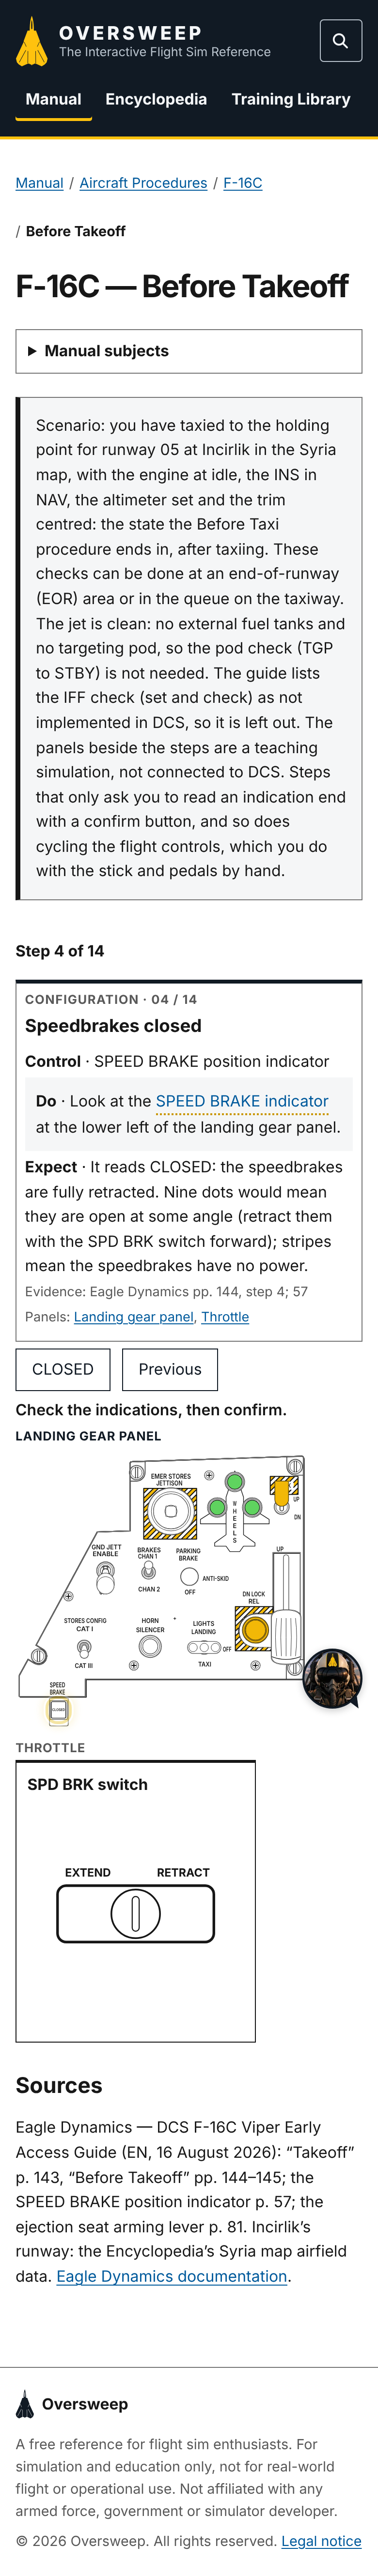 OVERSWEEP
The Interactive Flight Sim Reference
Manual Encyclopedia Training Library
Manual / Aircraft Procedures / F-16C
/ Before Takeoff
F-16C — Before Takeoff
▶ Manual subjects
Scenario: you have taxied to the holding
point for runway 05 at Incirlik in the Syria
map, with the engine at idle, the INS in
NAV, the altimeter set and the trim
centred: the state the Before Taxi
procedure ends in, after taxiing. These
checks can be done at an end-of-runway
(EOR) area or in the queue on the taxiway.
The jet is clean: no external fuel tanks and
no targeting pod, so the pod check (TGP
to STBY) is not needed. The guide lists
the IFF check (set and check) as not
implemented in DCS, so it is left out. The
panels beside the steps are a teaching
simulation, not connected to DCS. Steps
that only ask you to read an indication end
with a confirm button, and so does
cycling the flight controls, which you do
with the stick and pedals by hand.
Step 4 of 14
CONFIGURATION · 04 / 14
Speedbrakes closed
Control · SPEED BRAKE position indicator
Do · Look at the SPEED BRAKE indicator
at the lower left of the landing gear panel.
Expect · It reads CLOSED: the speedbrakes
are fully retracted. Nine dots would mean
they are open at some angle (retract them
with the SPD BRK switch forward); stripes
mean the speedbrakes have no power.
Evidence: Eagle Dynamics pp. 144, step 4; 57
Panels: Landing gear panel, Throttle
CLOSED Previous
Check the indications, then confirm.
LANDING GEAR PANEL
EMER STORES
JETTISON
WHEELS
UP
DN
GND JETT
ENABLE
BRAKES
CHAN 1
CHAN 2
PARKING
BRAKE
ANTI-SKID
OFF
UP
DN LOCK
REL
STORES CONFIG
CAT I
CAT III
HORN
SILENCER
LIGHTS
LANDING
OFF
TAXI
SPEED
BRAKE
CLOSED
THROTTLE
SPD BRK switch
EXTEND RETRACT
Sources
Eagle Dynamics — DCS F-16C Viper Early
Access Guide (EN, 16 August 2026): “Takeoff”
p. 143, “Before Takeoff” pp. 144–145; the
SPEED BRAKE position indicator p. 57; the
ejection seat arming lever p. 81. Incirlik’s
runway: the Encyclopedia’s Syria map airfield
data. Eagle Dynamics documentation.
Oversweep
A free reference for flight sim enthusiasts. For
simulation and education only, not for real-world
flight or operational use. Not affiliated with any
armed force, government or simulator developer.
© 2026 Oversweep. All rights reserved. Legal notice